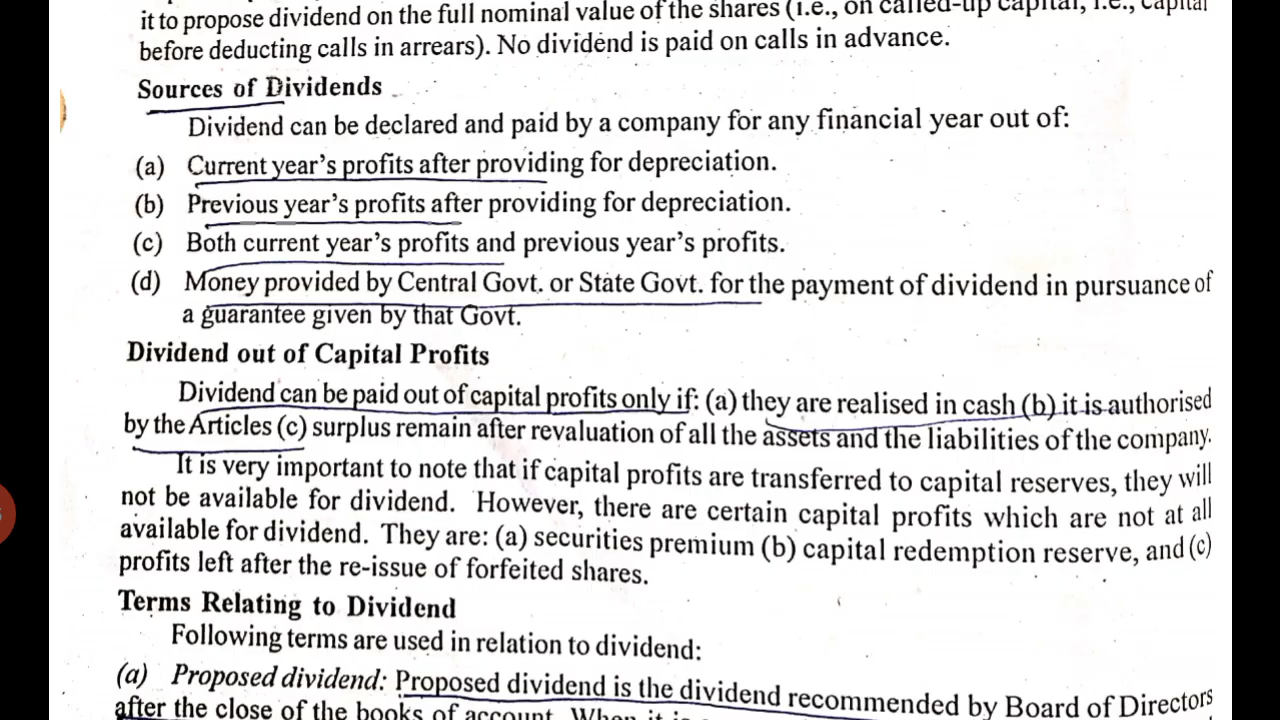 it to propose dividend on the full nominal value of the shares (i.e., on called-up capital, i.e., capital
before deducting calls in arrears). No dividend is paid on calls in advance.
Sources of Dividends
Dividend can be declared and paid by a company for any financial year out of:
(a) Current year's profits after providing for depreciation.
(b) Previous year's profits after providing for depreciation.
(c) Both current year's profits and previous year's profits.
(d) Money provided by Central Govt. or State Govt. for the payment of dividend in pursuance of
a guarantee given by that Govt.
Dividend out of Capital Profits
Dividend can be paid out of capital profits only if: (a) they are realised in cash (b) it is authorised
by the Articles (c) surplus remain after revaluation of all the assets and the liabilities of the company.
It is very important to note that if capital profits are transferred to capital reserves, they will
not be available for dividend. However, there are certain capital profits which are not at all
available for dividend. They are: (a) securities premium (b) capital redemption reserve, and (c)
profits left after the re-issue of forfeited shares.
Terms Relating to Dividend
Following terms are used in relation to dividend:
(a) Proposed dividend: Proposed dividend is the dividend recommended by Board of Directors
after the close of the books of account. When it is